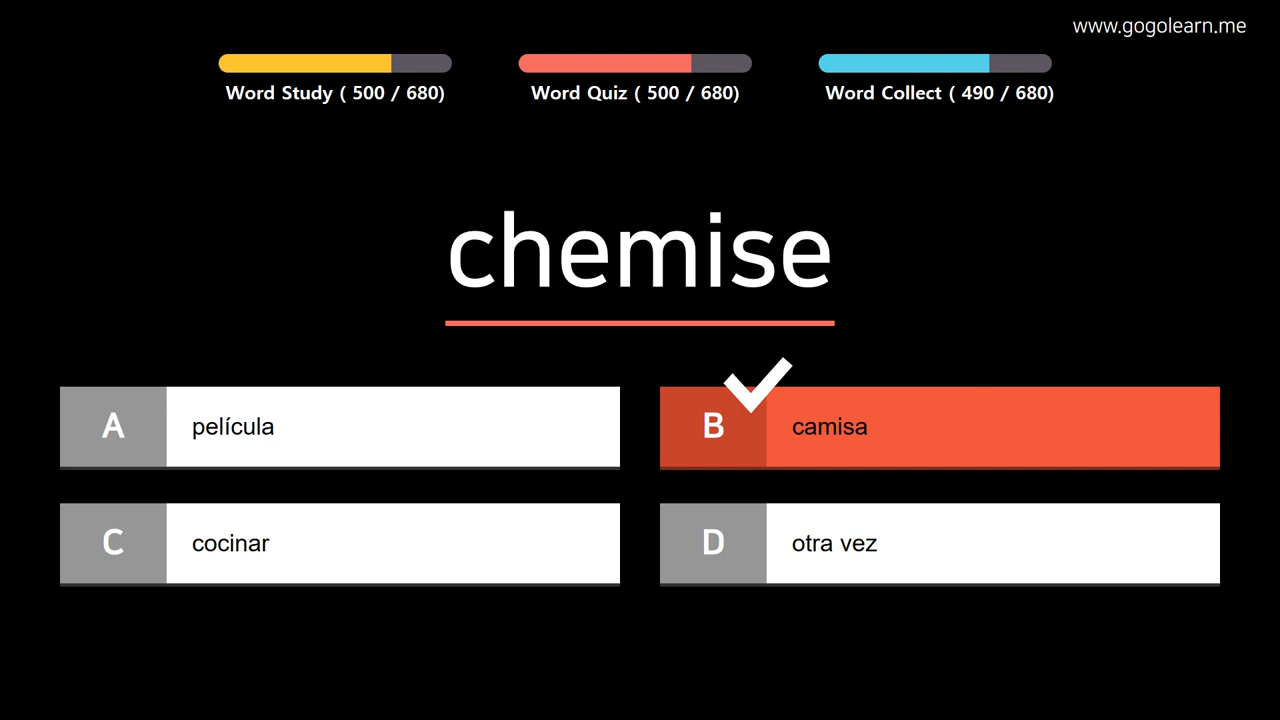 www.gogolearn.me
Word Study ( 500 / 680)
Word Quiz ( 500 / 680)
Word Collect ( 490 / 680)
chemise
A película
B camisa
C cocinar
D otra vez